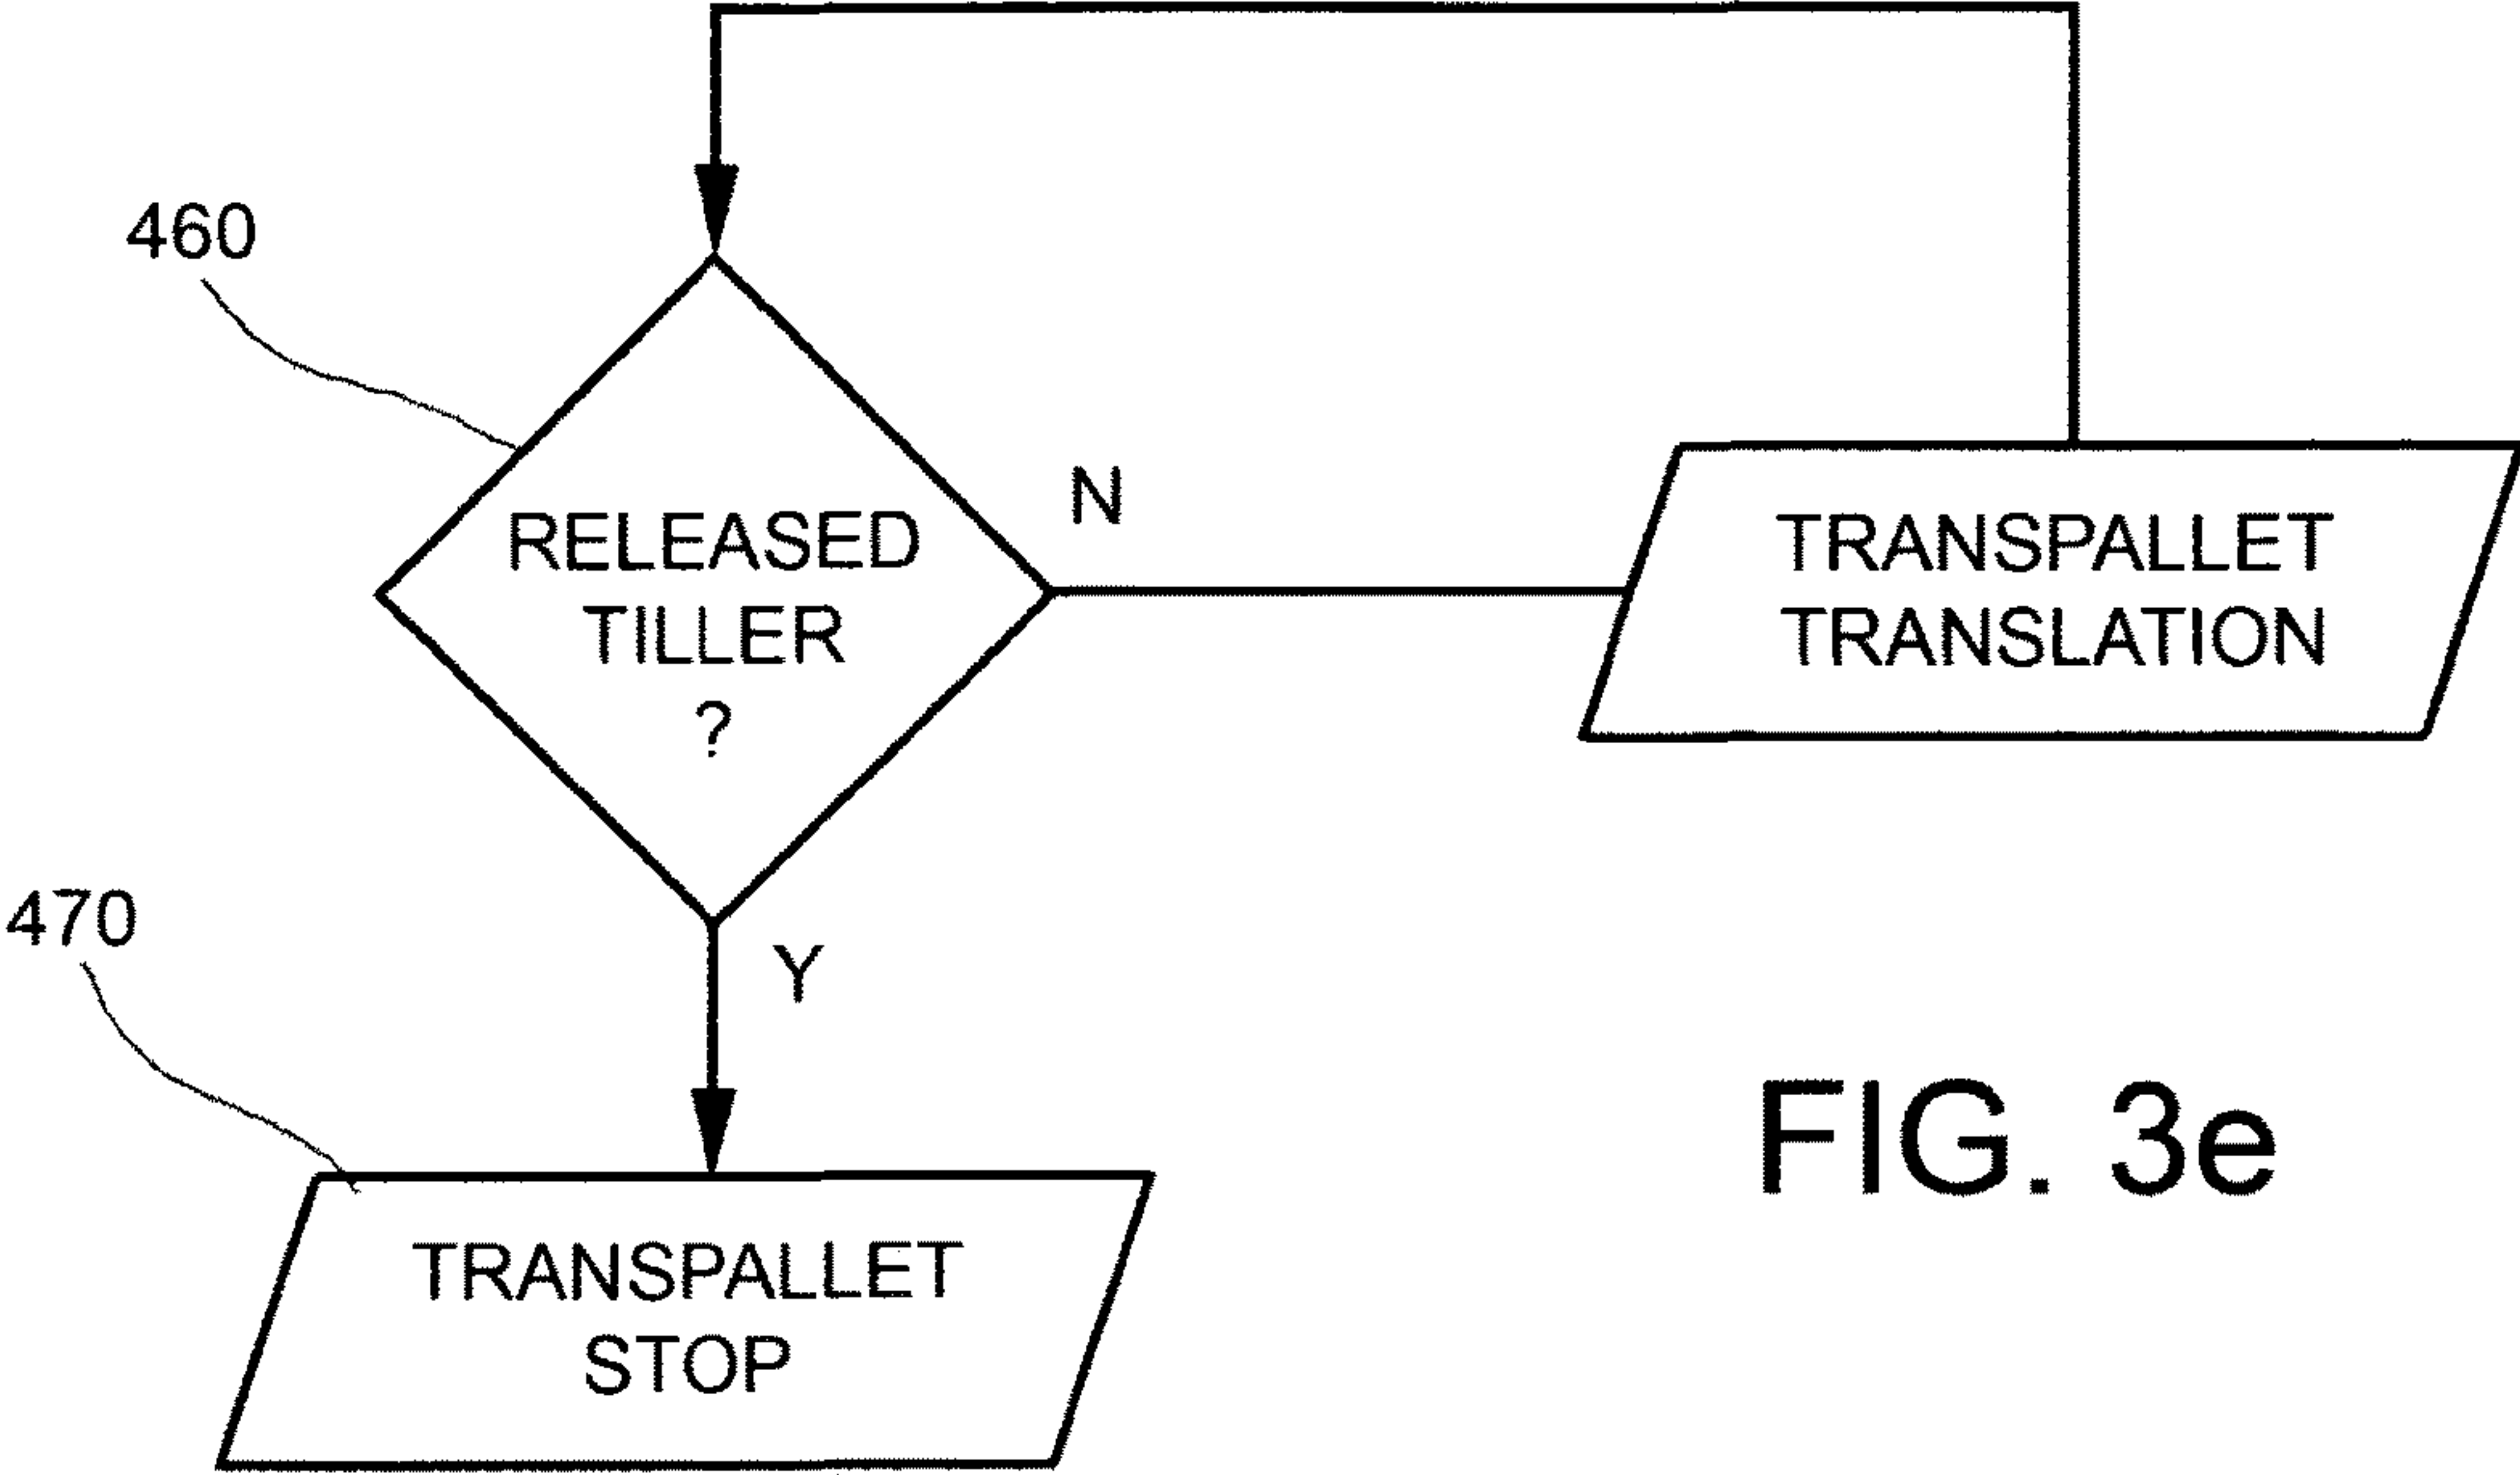 460
RELEASED
TILLER
?
N
TRANSPALLET
TRANSLATION
470
Y
TRANSPALLET
STOP
FIG. 3e